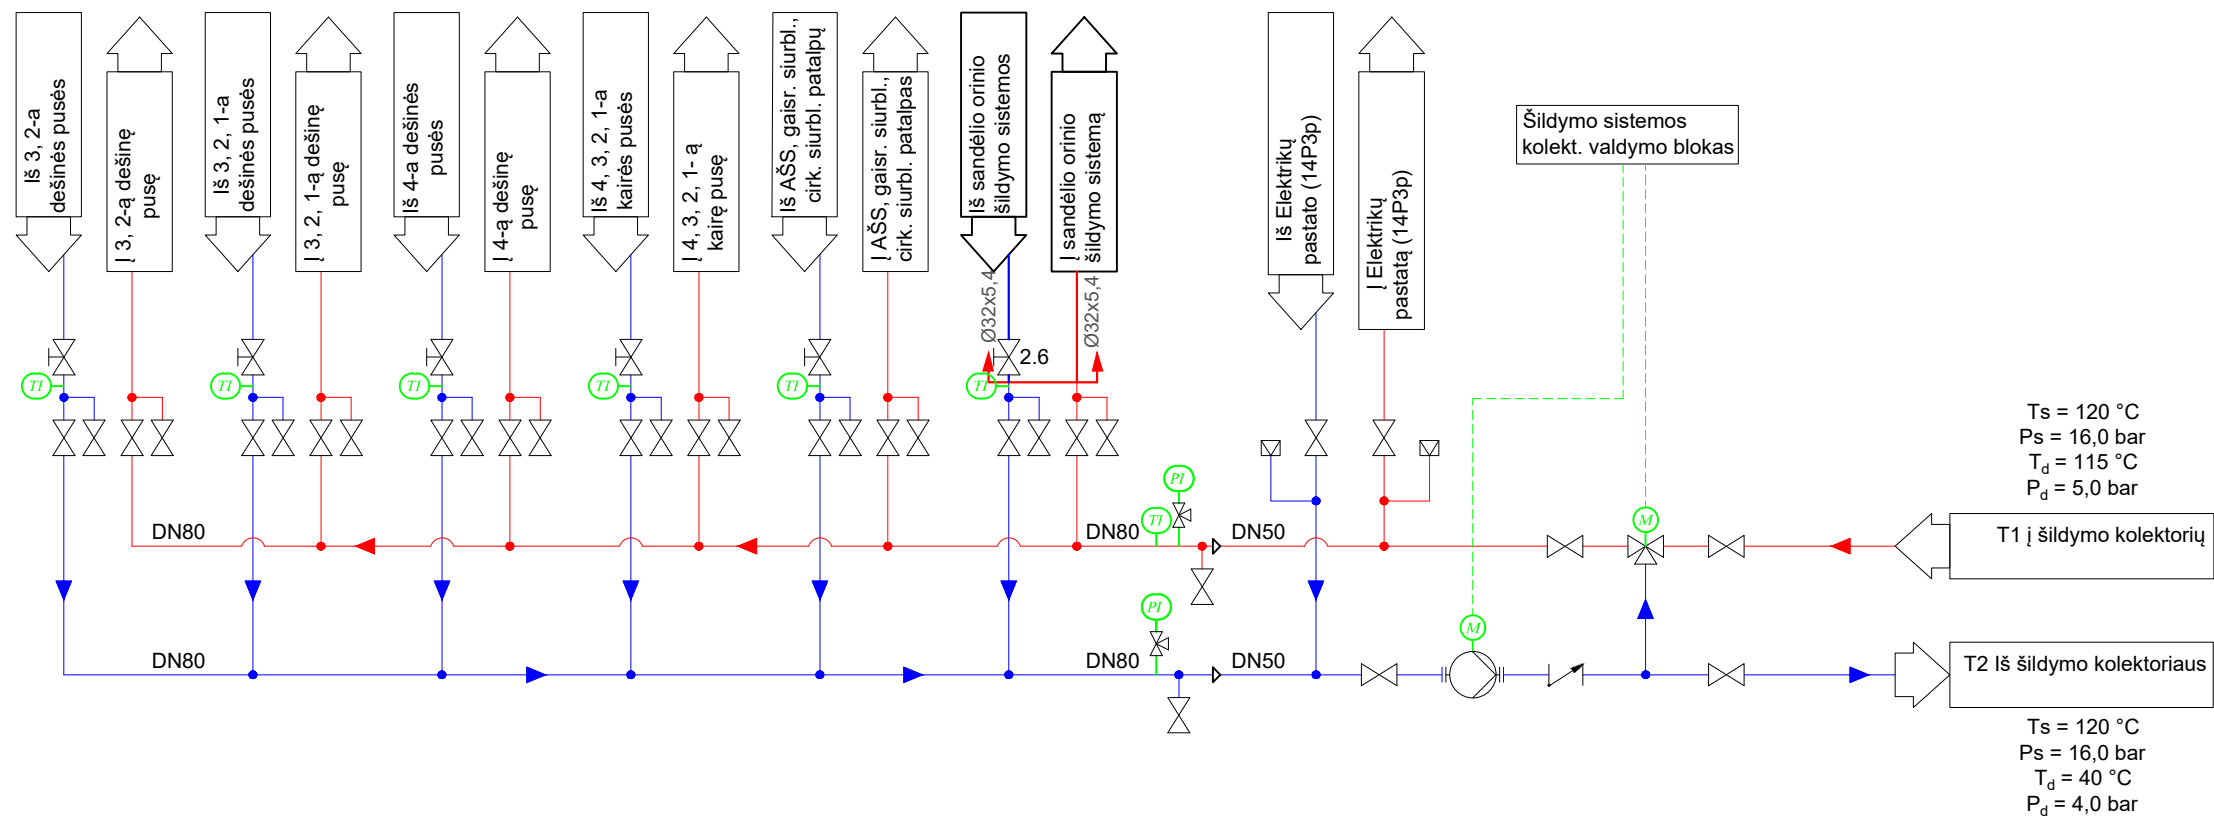 Iš 3, 2-a
dešinės pusės
Į 3, 2-ą dešinę
pusę
Iš 3, 2, 1-a
dešinės pusės
Į 3, 2, 1-ą dešinę
pusę
Iš 4-a dešinės
pusės
Į 4-ą dešinę
pusę
Iš 4, 3, 2, 1-a
kairės pusės
Į 4, 3, 2, 1- ą
kairę pusę
Iš AŠS, gaisr. siurbl.,
cirk. siurbl. patalpų
Į AŠS, gaisr. siurbl.,
cirk. siurbl. patalpas
Iš sandėlio orinio
šildymo sistemos
Į sandėlio orinio
šildymo sistemą
Iš Elektrikų
pastato (14P3p)
Į Elektrikų
pastatą (14P3p)
Šildymo sistemos
kolekt. valdymo blokas
Ø32x5,4
Ø32x5,4
2.6
TI
TI
TI
TI
TI
TI
Ts = 120 °C
Ps = 16,0 bar
Td = 115 °C
Pd = 5,0 bar
PI
TI
M
DN80
DN80
DN50
T1 į šildymo kolektorių
PI
M
DN80
DN80
DN50
T2 Iš šildymo kolektoriaus
Ts = 120 °C
Ps = 16,0 bar
Td = 40 °C
Pd = 4,0 bar